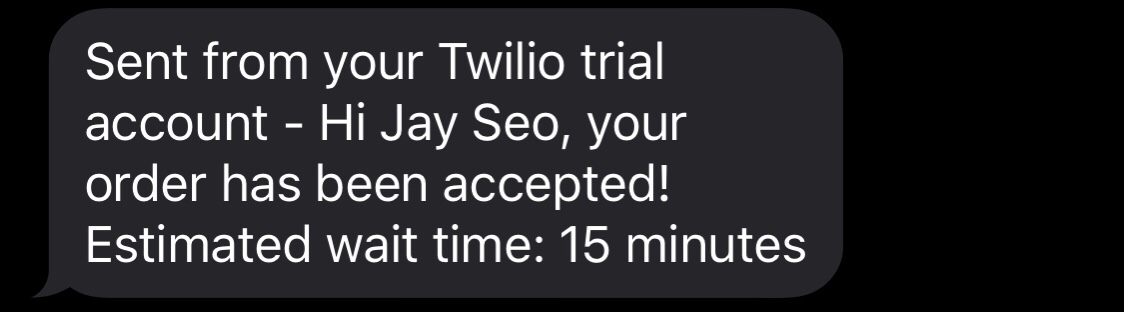 Sent from your Twilio trial
account - Hi Jay Seo, your
order has been accepted!
Estimated wait time: 15 minutes